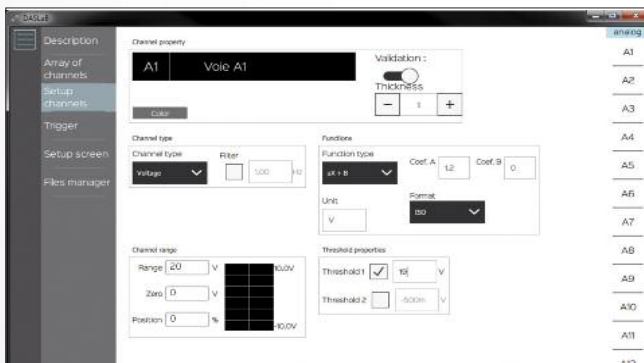 DASLaB
Description
Array of
channels
Setup
channels
Trigger
Setup screen
Files manager
Channel property
A1 Voie A1
Validation :
Thickness
− 1 +
Color
Channel type
Channel type Filter
Voltage 1.00 Hz
Functions
Function type Coef. A 1.2 Coef. B 0
aX + B
Unit Format
V ISO
Channel range
Range 20 V 10.0V
Zero 0 V
Position 0 % -10.0V
Threshold properties
Threshold 1 19 V
Threshold 2 -500m V
analog
A1
A2
A3
A4
A5
A6
A7
A8
A9
A10
A11